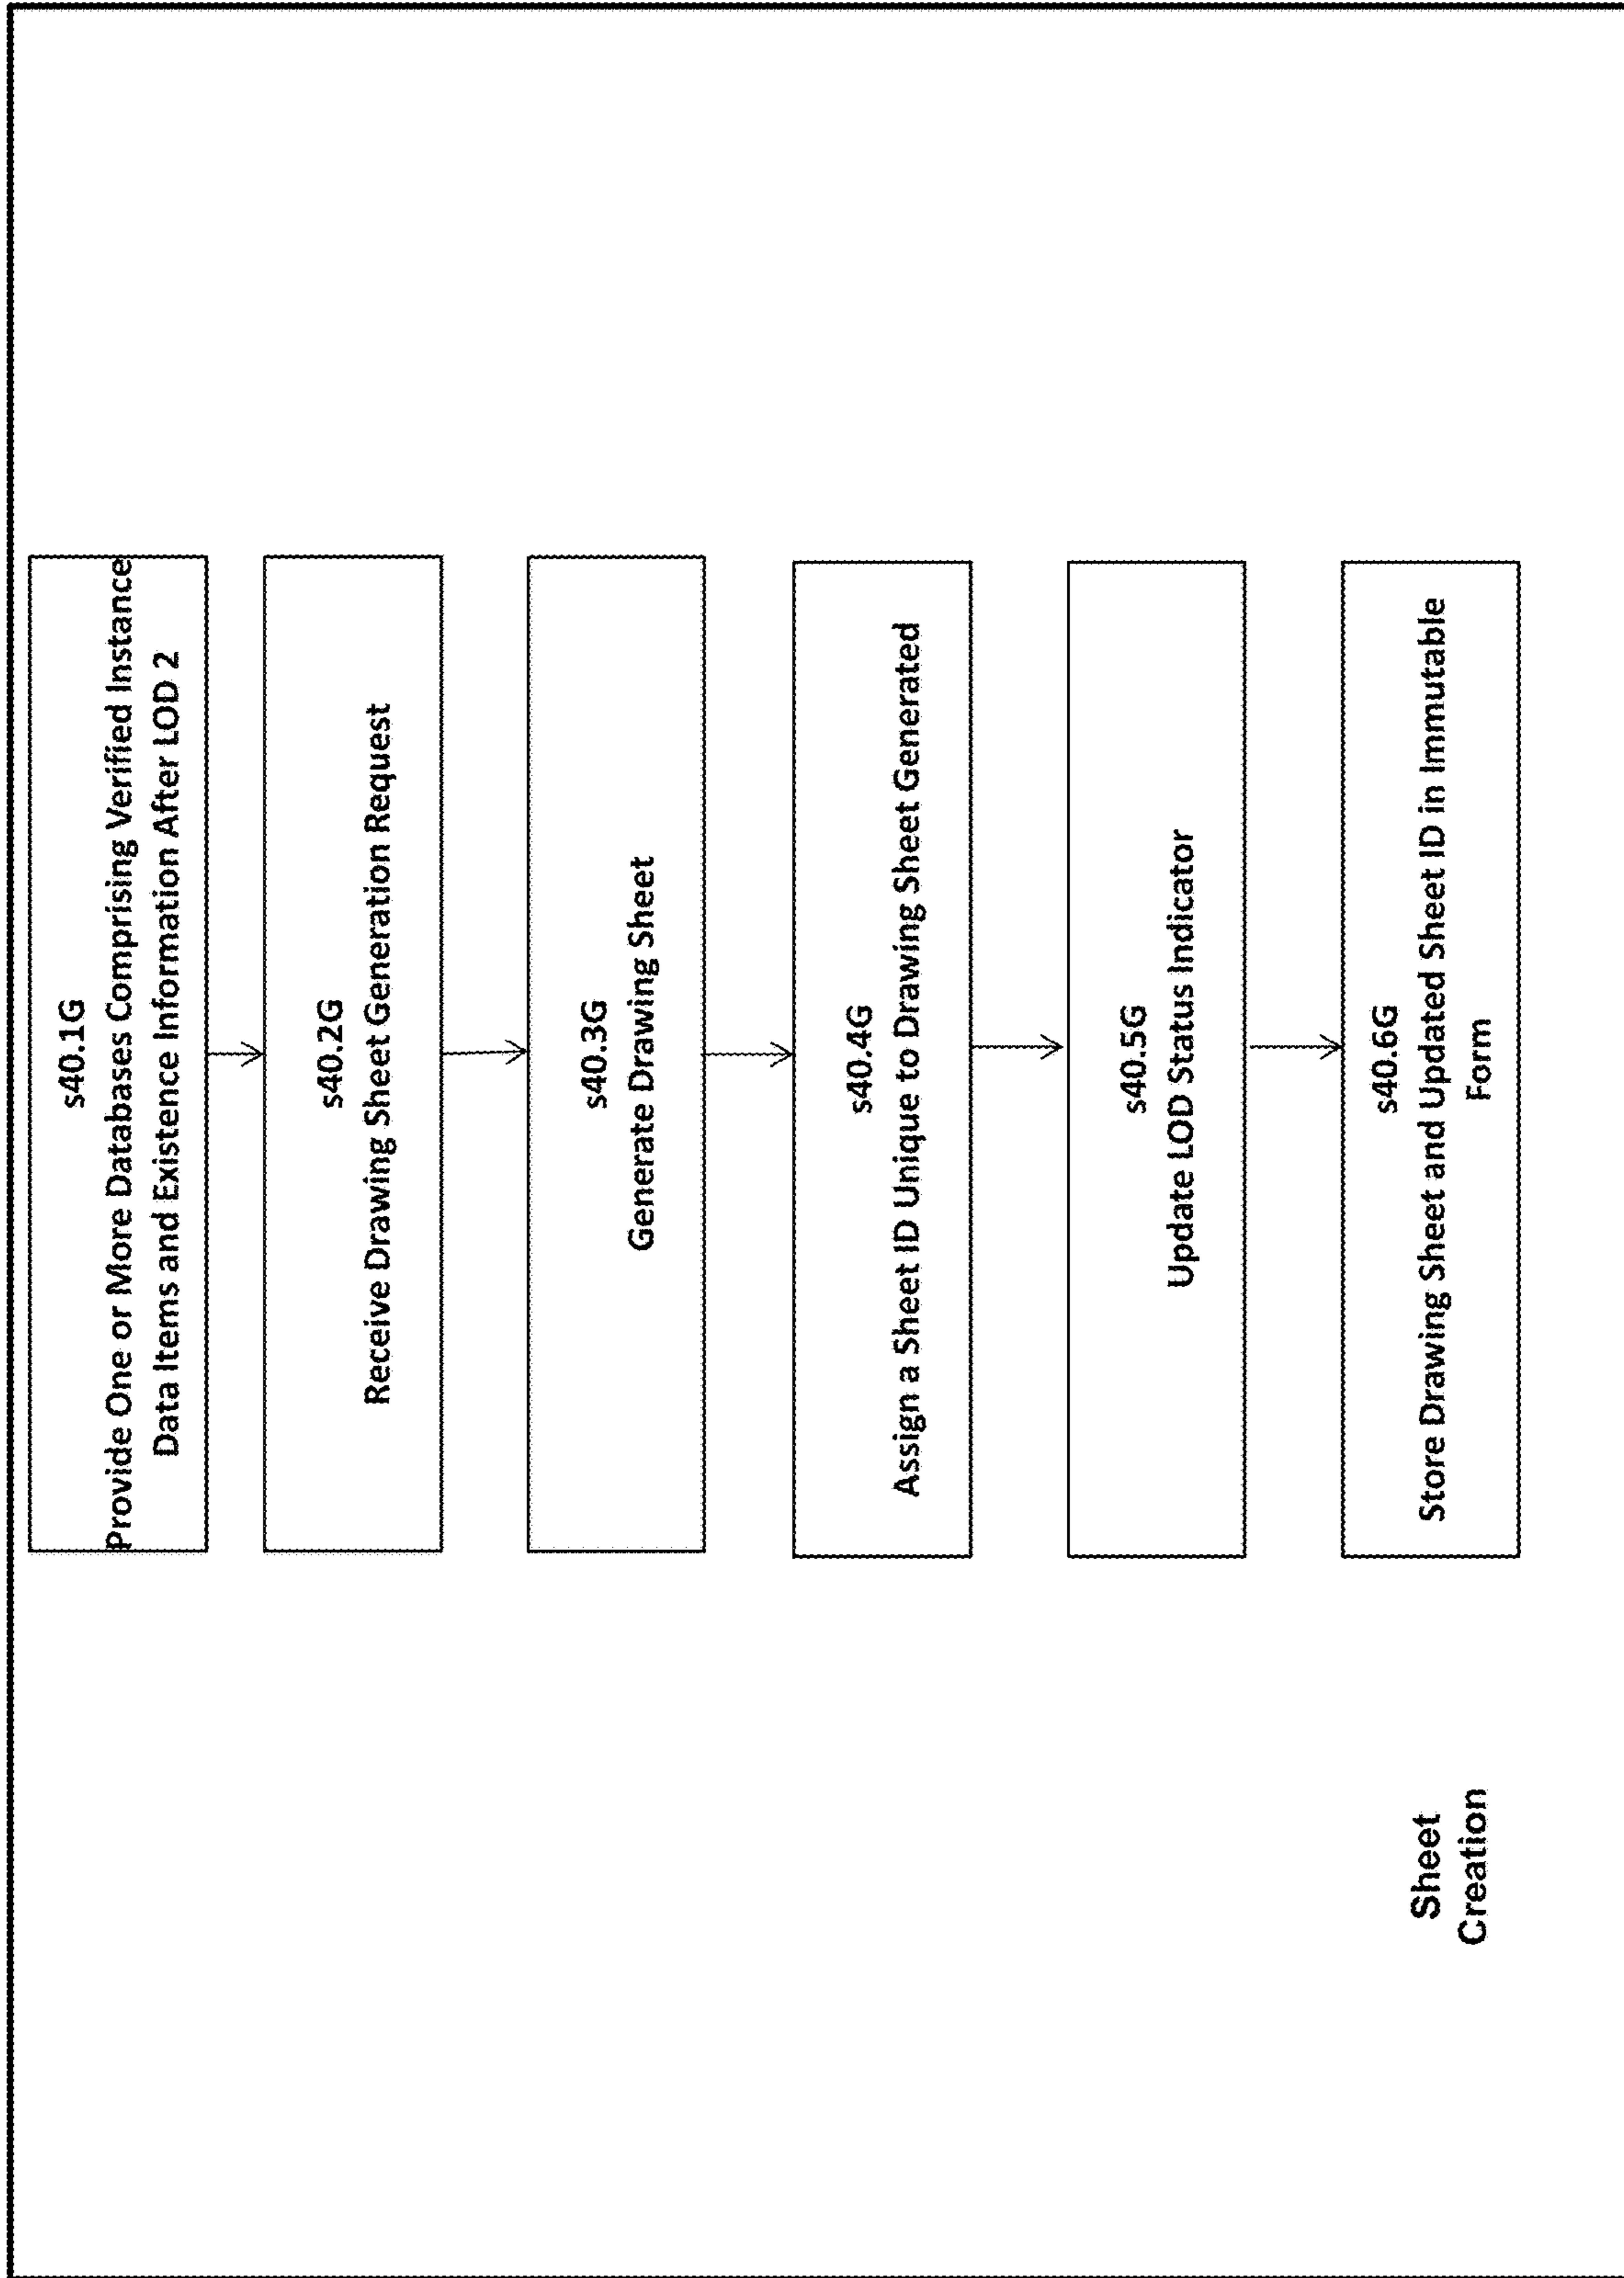 s40.1G
Provide One or More Databases Comprising Verified Instance
Data Items and Existence Information After LOD 2
s40.2G
Receive Drawing Sheet Generation Request
s40.3G
Generate Drawing Sheet
s40.4G
Assign a Sheet ID Unique to Drawing Sheet Generated
s40.5G
Update LOD Status Indicator
s40.6G
Store Drawing Sheet and Updated Sheet ID in Immutable
Form
Sheet
Creation